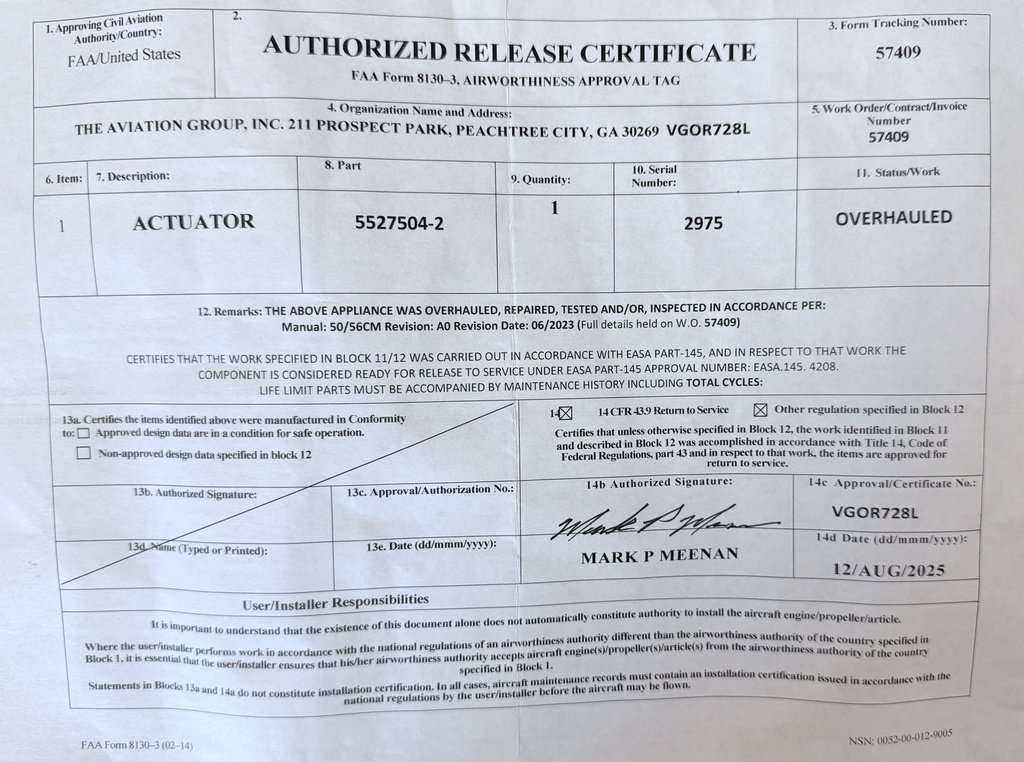 1. Approving Civil Aviation
Authority/Country:
FAA/United States
2.
AUTHORIZED RELEASE CERTIFICATE
FAA Form 8130–3, AIRWORTHINESS APPROVAL TAG
3. Form Tracking Number:
57409
4. Organization Name and Address:
THE AVIATION GROUP, INC. 211 PROSPECT PARK, PEACHTREE CITY, GA 30269 VGOR728L
5. Work Order/Contract/Invoice
Number
57409
6. Item:
7. Description:
8. Part
9. Quantity:
10. Serial
Number:
11. Status/Work
1
ACTUATOR
5527504-2
1
2975
OVERHAULED
12. Remarks: THE ABOVE APPLIANCE WAS OVERHAULED, REPAIRED, TESTED AND/OR, INSPECTED IN ACCORDANCE PER:
Manual: 50/56CM Revision: A0 Revision Date: 06/2023 (Full details held on W.O. 57409)
CERTIFIES THAT THE WORK SPECIFIED IN BLOCK 11/12 WAS CARRIED OUT IN ACCORDANCE WITH EASA PART-145, AND IN RESPECT TO THAT WORK THE
COMPONENT IS CONSIDERED READY FOR RELEASE TO SERVICE UNDER EASA PART-145 APPROVAL NUMBER: EASA.145. 4208.
LIFE LIMIT PARTS MUST BE ACCOMPANIED BY MAINTENANCE HISTORY INCLUDING TOTAL CYCLES:
13a. Certifies the items identified above were manufactured in Conformity
to: Approved design data are in a condition for safe operation.
Non-approved design data specified in block 12
14 14 CFR 43.9 Return to Service Other regulation specified in Block 12
Certifies that unless otherwise specified in Block 12, the work identified in Block 11
and described in Block 12 was accomplished in accordance with Title 14, Code of
Federal Regulations, part 43 and in respect to that work, the items are approved for
return to service.
13b. Authorized Signature:
13c. Approval/Authorization No.:
14b Authorized Signature:
MARK P MEENAN
14c Approval/Certificate No.:
VGOR728L
13d. Name (Typed or Printed):
13e. Date (dd/mmm/yyyy):
14d Date (dd/mmm/yyyy):
12/AUG/2025
User/Installer Responsibilities
It is important to understand that the existence of this document alone does not automatically constitute authority to install the aircraft engine/propeller/article.
Where the user/installer performs work in accordance with the national regulations of an airworthiness authority different than the airworthiness authority of the country specified in
Block 1, it is essential that the user/installer ensures that his/her airworthiness authority accepts aircraft engine(s)/propeller(s)/article(s) from the airworthiness authority of the country
specified in Block 1.
Statements in Blocks 13a and 14a do not constitute installation certification. In all cases, aircraft maintenance records must contain an installation certification issued in accordance with the
national regulations by the user/installer before the aircraft may be flown.
FAA Form 8130–3 (02–14)
NSN: 0052-00-012-9005